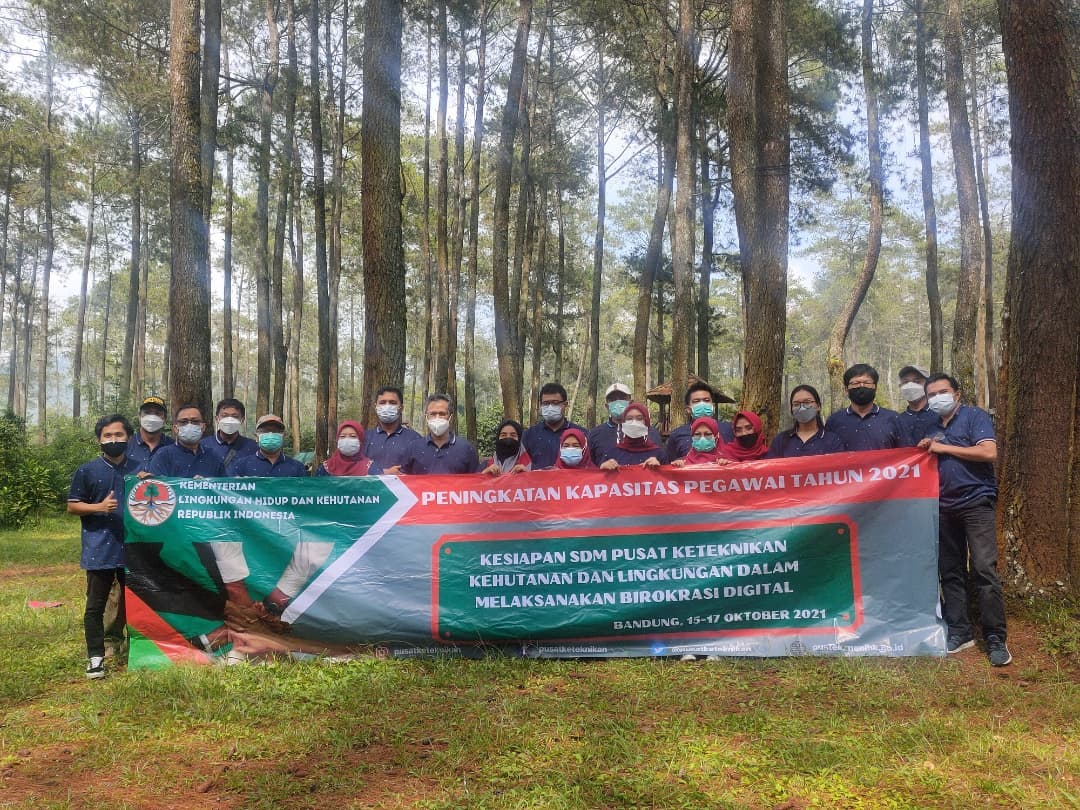 KEMENTERIAN
LINGKUNGAN HIDUP DAN KEHUTANAN
REPUBLIK INDONESIA
PENINGKATAN KAPASITAS PEGAWAI TAHUN 2021
KESIAPAN SDM PUSAT KETEKNIKAN
KEHUTANAN DAN LINGKUNGAN DALAM
MELAKSANAKAN BIROKRASI DIGITAL
BANDUNG, 15-17 OKTOBER 2021
pusatketeknikan
pusatketeknikan